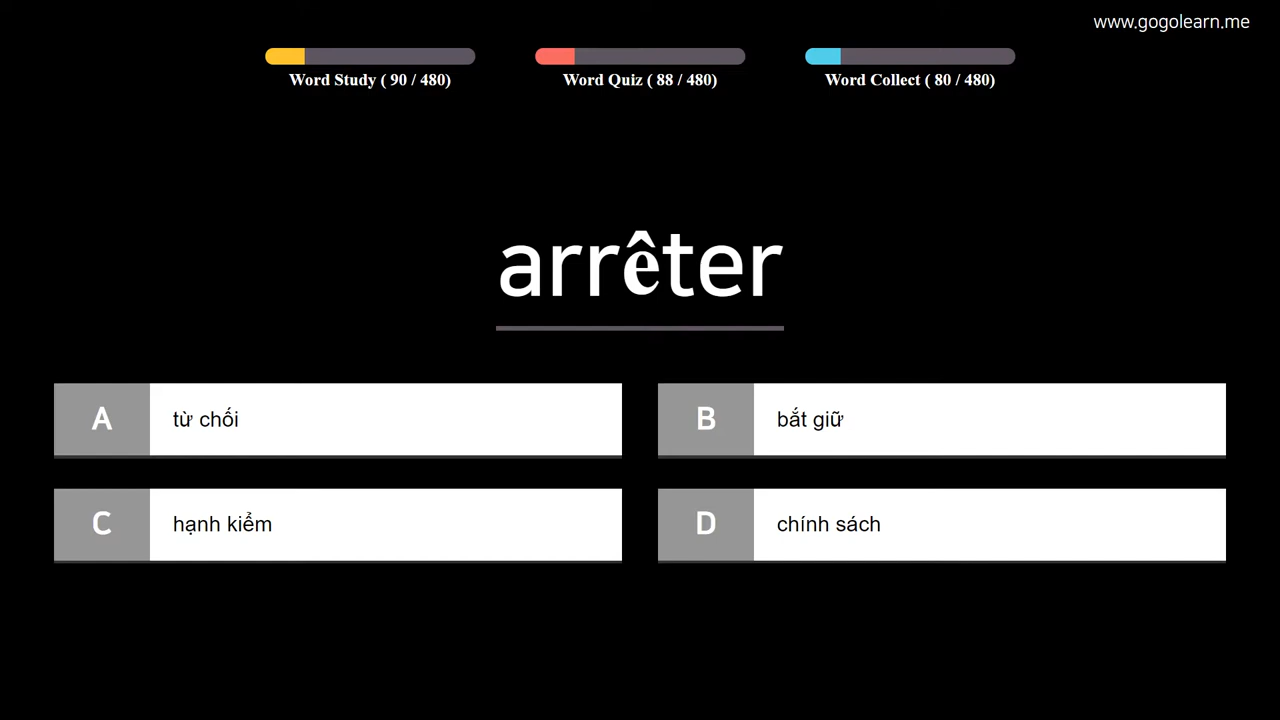 www.gogolearn.me
Word Study ( 90 / 480)
Word Quiz ( 88 / 480)
Word Collect ( 80 / 480)
arrêter
A
từ chối
B
bắt giữ
C
hạnh kiểm
D
chính sách